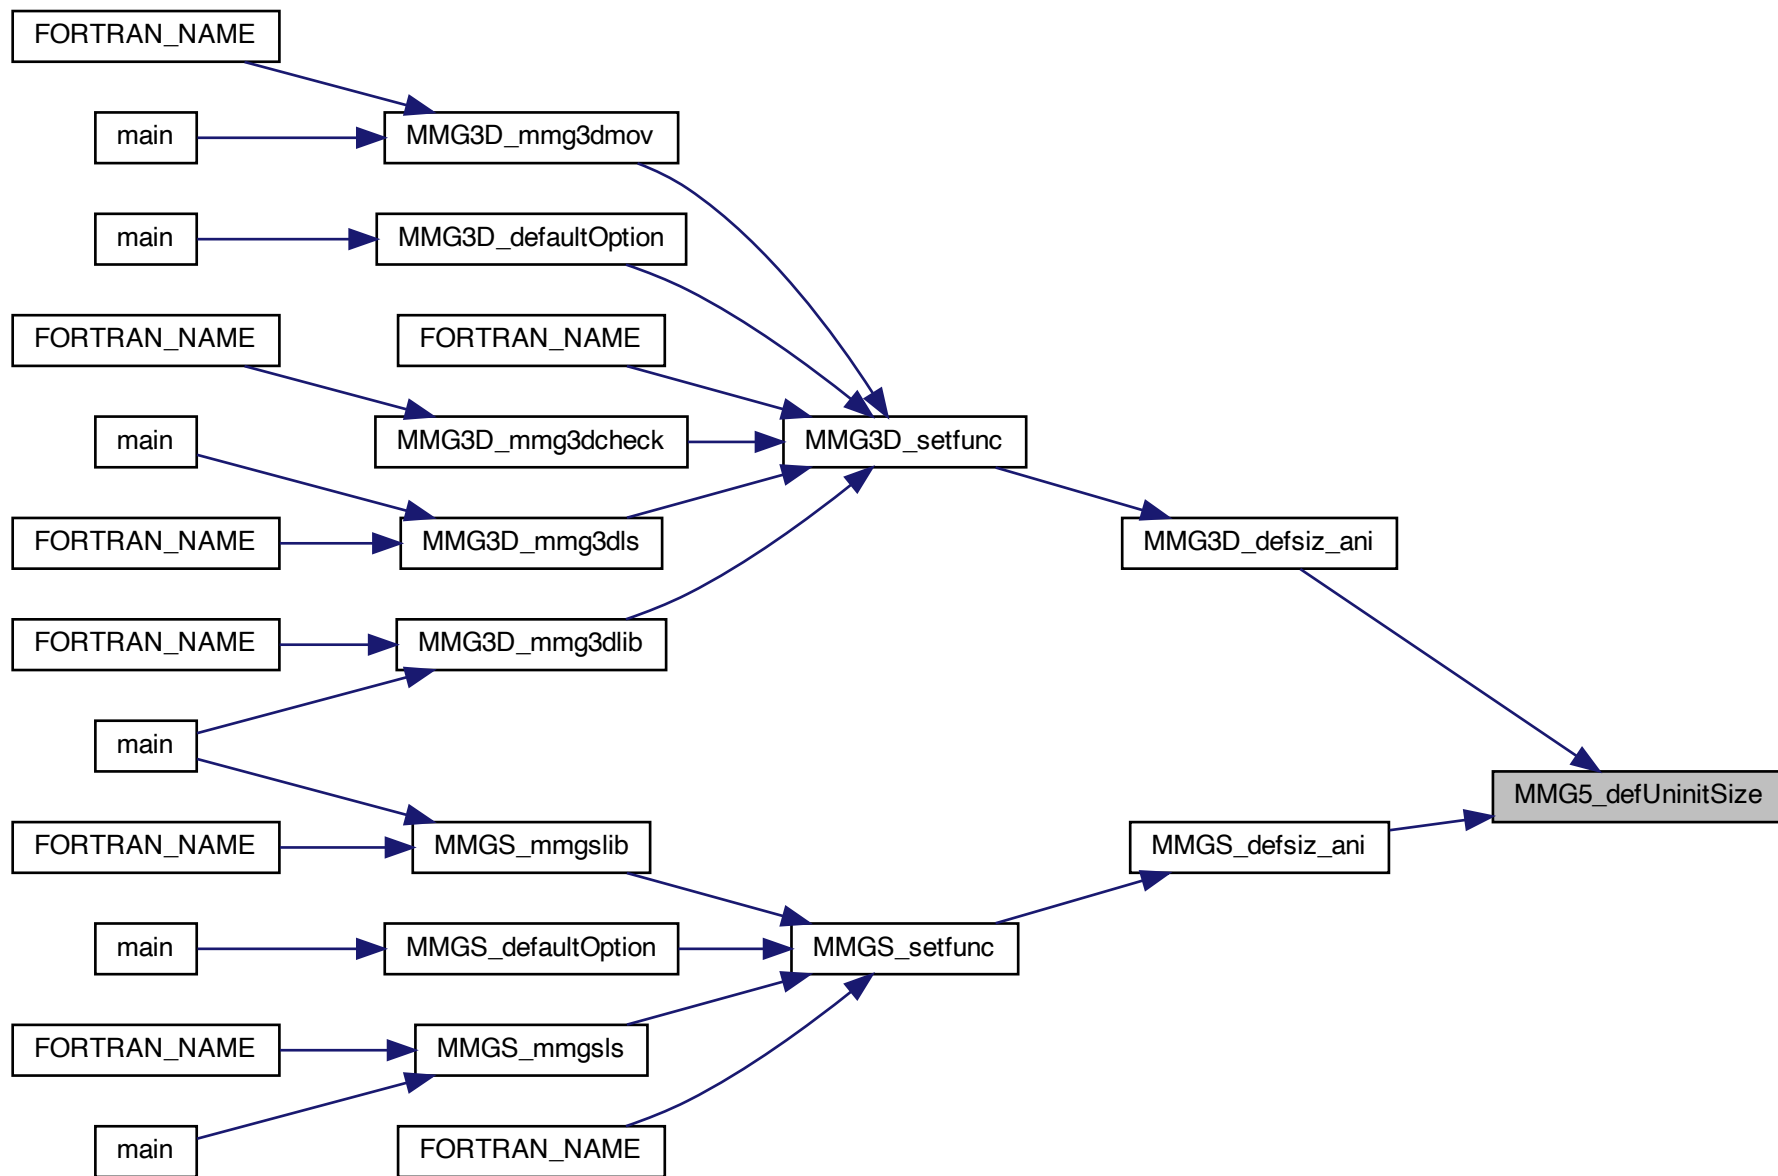 FORTRAN_NAME
main
MMG3D_mmg3dmov
main
MMG3D_defaultOption
FORTRAN_NAME
FORTRAN_NAME
main
MMG3D_mmg3dcheck
MMG3D_setfunc
FORTRAN_NAME
MMG3D_mmg3dls
MMG3D_defsiz_ani
FORTRAN_NAME
MMG3D_mmg3dlib
main
MMG5_defUninitSize
FORTRAN_NAME
MMGS_mmgslib
MMGS_defsiz_ani
main
MMGS_defaultOption
MMGS_setfunc
FORTRAN_NAME
MMGS_mmgsls
main
FORTRAN_NAME